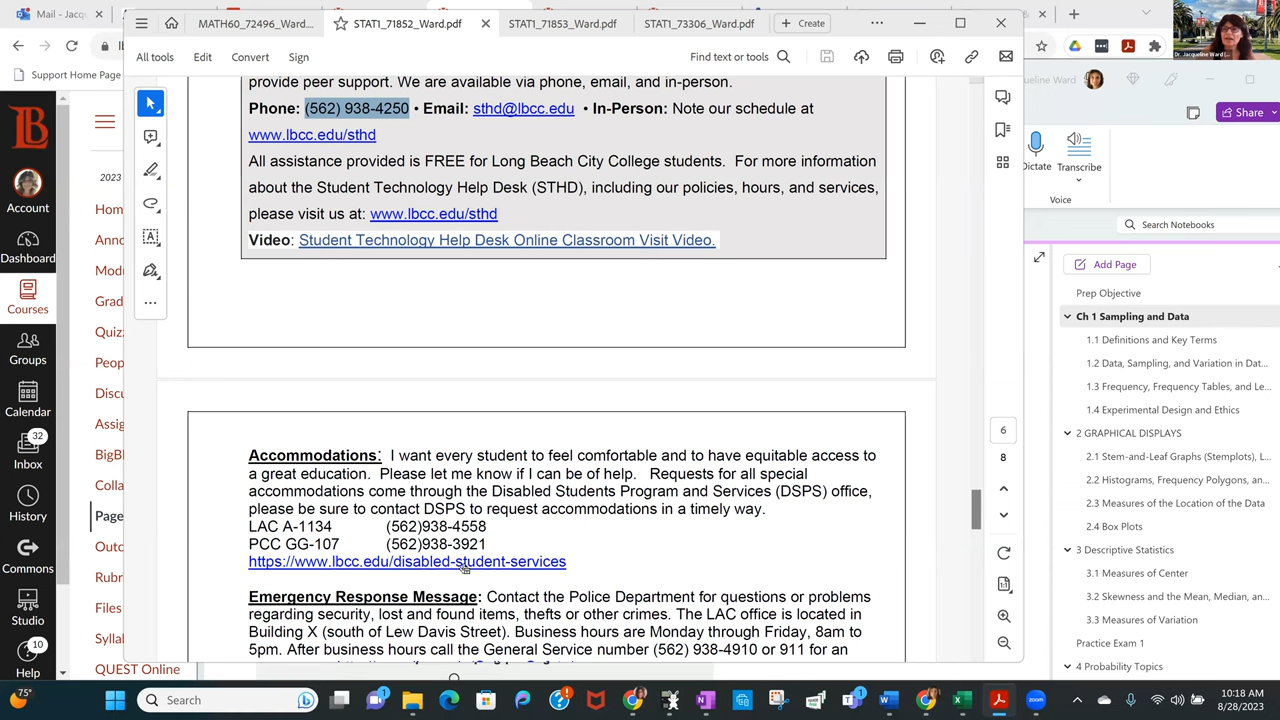 Mail - Jac
MATH60_72496_Ward...
STAT1_71852_Ward.pdf
STAT1_71853_Ward.pdf
STAT1_73306_Ward.pdf
Create
All tools
Edit
Convert
Sign
Find text or tools
Dr. Jacqueline Ward
Support Home Page
queline Ward
Share
Dictate
Transcribe
Voice
Search Notebooks
Add Page
Prep Objective
Ch 1 Sampling and Data
1.1 Definitions and Key Terms
1.2 Data, Sampling, and Variation in Dat...
1.3 Frequency, Frequency Tables, and Le...
1.4 Experimental Design and Ethics
2 GRAPHICAL DISPLAYS
2.1 Stem-and-Leaf Graphs (Stemplots), L...
2.2 Histograms, Frequency Polygons, an...
2.3 Measures of the Location of the Data
2.4 Box Plots
3 Descriptive Statistics
3.1 Measures of Center
3.2 Skewness and the Mean, Median, an...
3.3 Measures of Variation
Practice Exam 1
4 Probability Topics
Account
Dashboard
Courses
Groups
Calendar
32
Inbox
History
Commons
Studio
10
Help
2023
Hom
Anno
Modu
Grad
Quizz
Peop
Discu
Assig
BigBl
Colla
Page
Outc
Rubri
Files
Syllal
QUEST Online
provide peer support. We are available via phone, email, and in-person.
Phone: (562) 938-4250 • Email: sthd@lbcc.edu • In-Person: Note our schedule at
www.lbcc.edu/sthd
All assistance provided is FREE for Long Beach City College students. For more information
about the Student Technology Help Desk (STHD), including our policies, hours, and services,
please visit us at: www.lbcc.edu/sthd
Video: Student Technology Help Desk Online Classroom Visit Video.
Accommodations: I want every student to feel comfortable and to have equitable access to
a great education. Please let me know if I can be of help. Requests for all special
accommodations come through the Disabled Students Program and Services (DSPS) office,
please be sure to contact DSPS to request accommodations in a timely way.
LAC A-1134 (562)938-4558
PCC GG-107 (562)938-3921
https://www.lbcc.edu/disabled-student-services
Emergency Response Message: Contact the Police Department for questions or problems
regarding security, lost and found items, thefts or other crimes. The LAC office is located in
Building X (south of Lew Davis Street). Business hours are Monday through Friday, 8am to
5pm. After business hours call the General Service number (562) 938-4910 or 911 for an
6
8
75°
Search
10:18 AM
8/28/2023